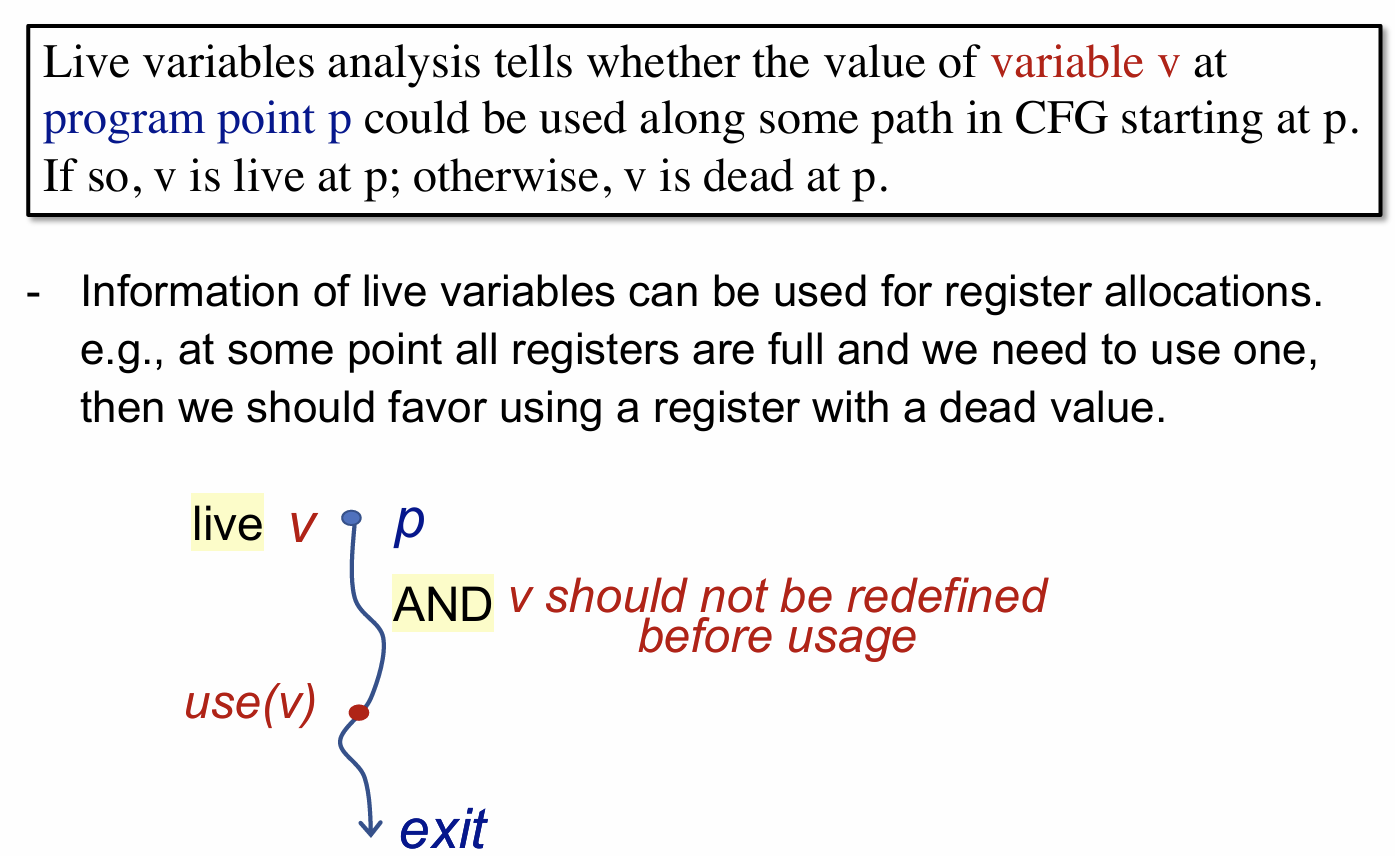 Live variables analysis tells whether the value of variable v at
program point p could be used along some path in CFG starting at p.
If so, v is live at p; otherwise, v is dead at p.
- Information of live variables can be used for register allocations.
e.g., at some point all registers are full and we need to use one,
then we should favor using a register with a dead value.
live v p
AND v should not be redefined
before usage
use(v)
exit